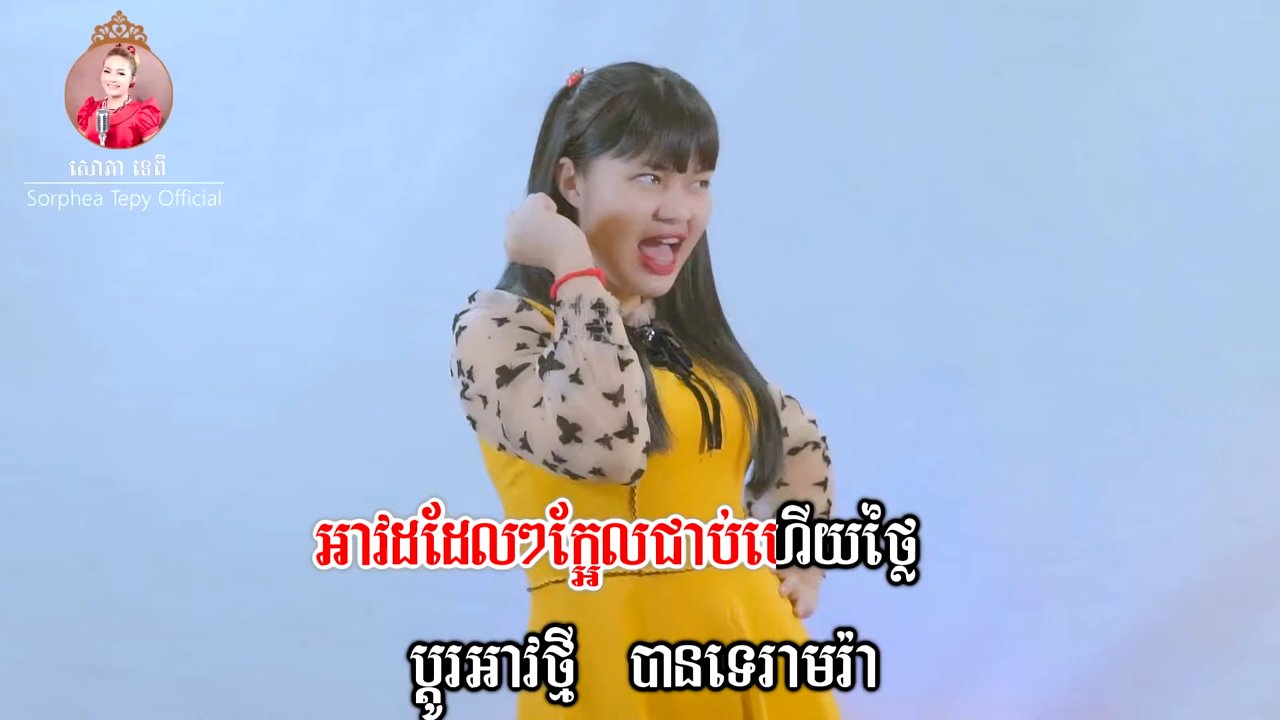 សោភា ទេពី
Sorphea Tepy Official
អាវដដែលៗក្អែលជាប់ហើយថ្លៃ
ប្ដូរអាវថ្មី បានទេរាមរ៉ា